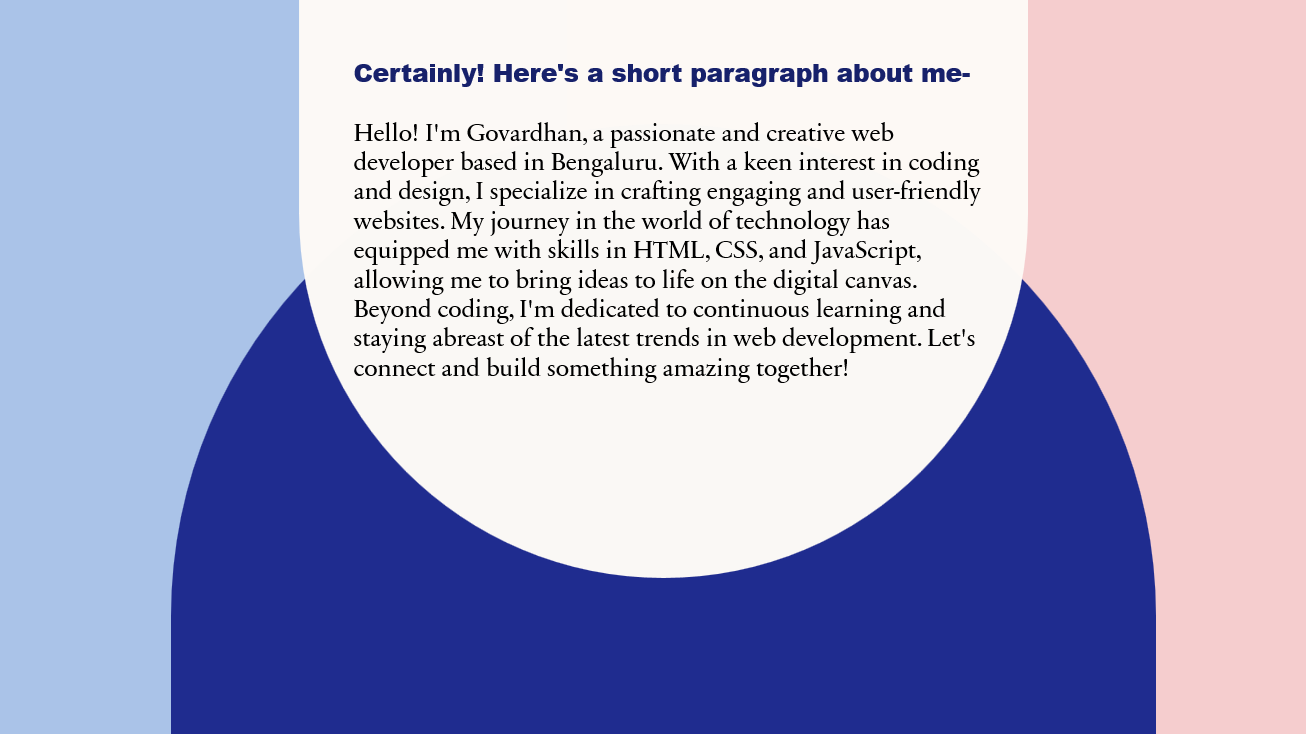 Certainly! Here's a short paragraph about me-
Hello! I'm Govardhan, a passionate and creative web
developer based in Bengaluru. With a keen interest in coding
and design, I specialize in crafting engaging and user-friendly
websites. My journey in the world of technology has
equipped me with skills in HTML, CSS, and JavaScript,
allowing me to bring ideas to life on the digital canvas.
Beyond coding, I'm dedicated to continuous learning and
staying abreast of the latest trends in web development. Let's
connect and build something amazing together!